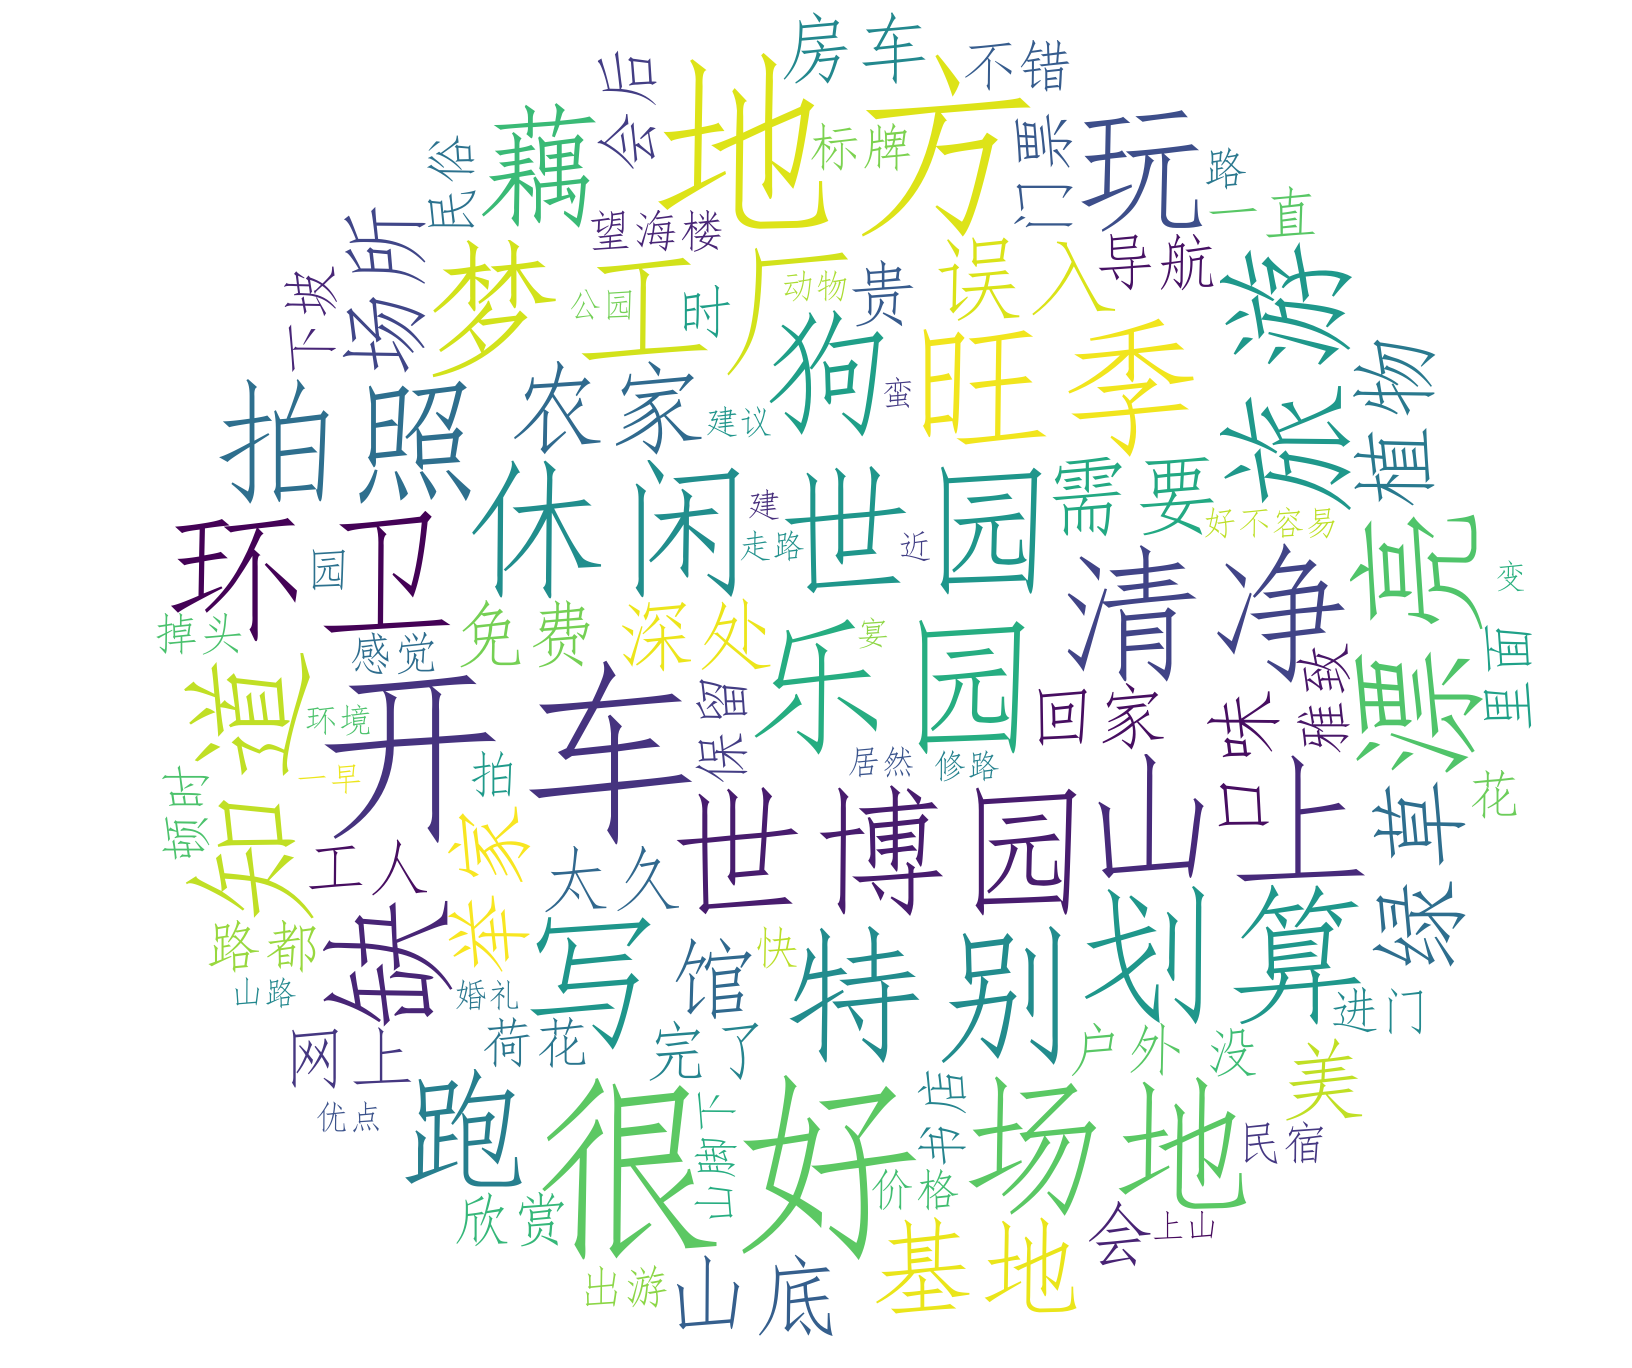 房车
不错
会后
地方
标牌
门票
玩
藕
民俗
路
一直
望海楼
导航
场所
下坡
梦工厂
公园
时
动物
贵
误入
旅游
狗
旺季
蛮
植物
拍照
农家
建议
需要
休闲
世园
建
走路
近
好不容易
环卫
园
清净
漂亮
变
掉头
感觉
免费
深处
乐园
宴
里面
雅致
知道
环境
开车
保留
回家
口味
一早
拍
居然
修路
花
顿时
工人
举家
太久
世博园
山上
绿草
缺
路都
写
馆
快
特别
划算
山路
婚礼
进门
网上
荷花
完了
户外
没
美
优点
跑
很好
山脚下
书店
场地
民宿
价格
欣赏
基地
会
上山
出游
山底